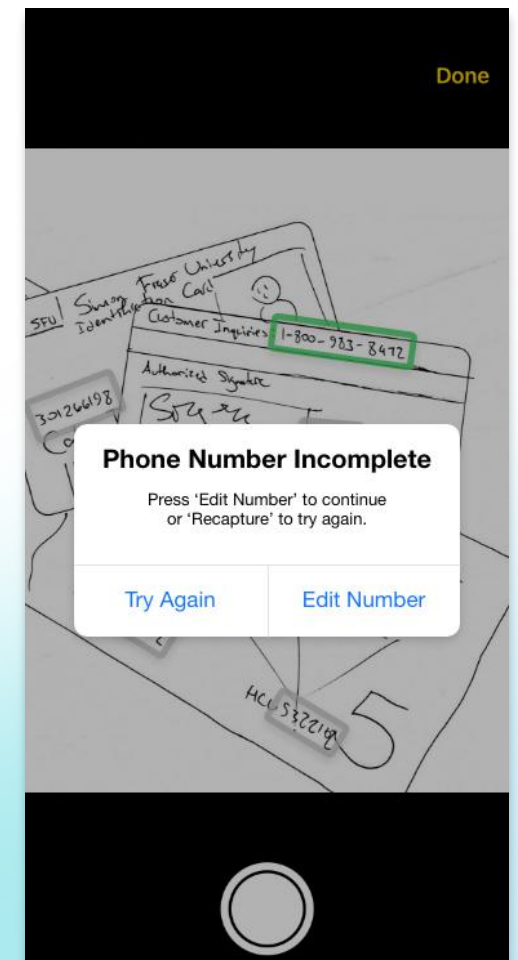 Done
SFU Simon Fraser University
Identification Card
Customer Inquiries 1-800-983-8472
Authorized Signature
301266198
Phone Number Incomplete
Press ‘Edit Number’ to continue
or ‘Recapture’ to try again.
Try Again
Edit Number
5